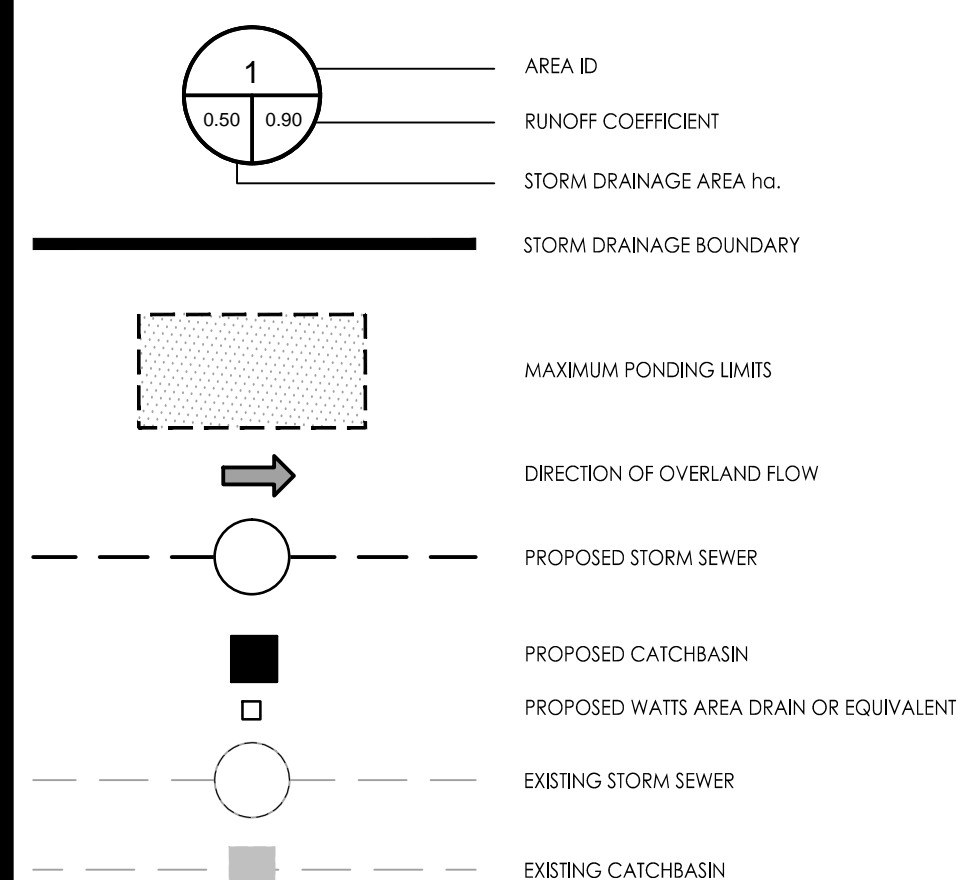 1
AREA ID
0.50 0.90
RUNOFF COEFFICIENT
STORM DRAINAGE AREA ha.
STORM DRAINAGE BOUNDARY
MAXIMUM PONDING LIMITS
DIRECTION OF OVERLAND FLOW
PROPOSED STORM SEWER
PROPOSED CATCHBASIN
PROPOSED WATTS AREA DRAIN OR EQUIVALENT
EXISTING STORM SEWER
EXISTING CATCHBASIN